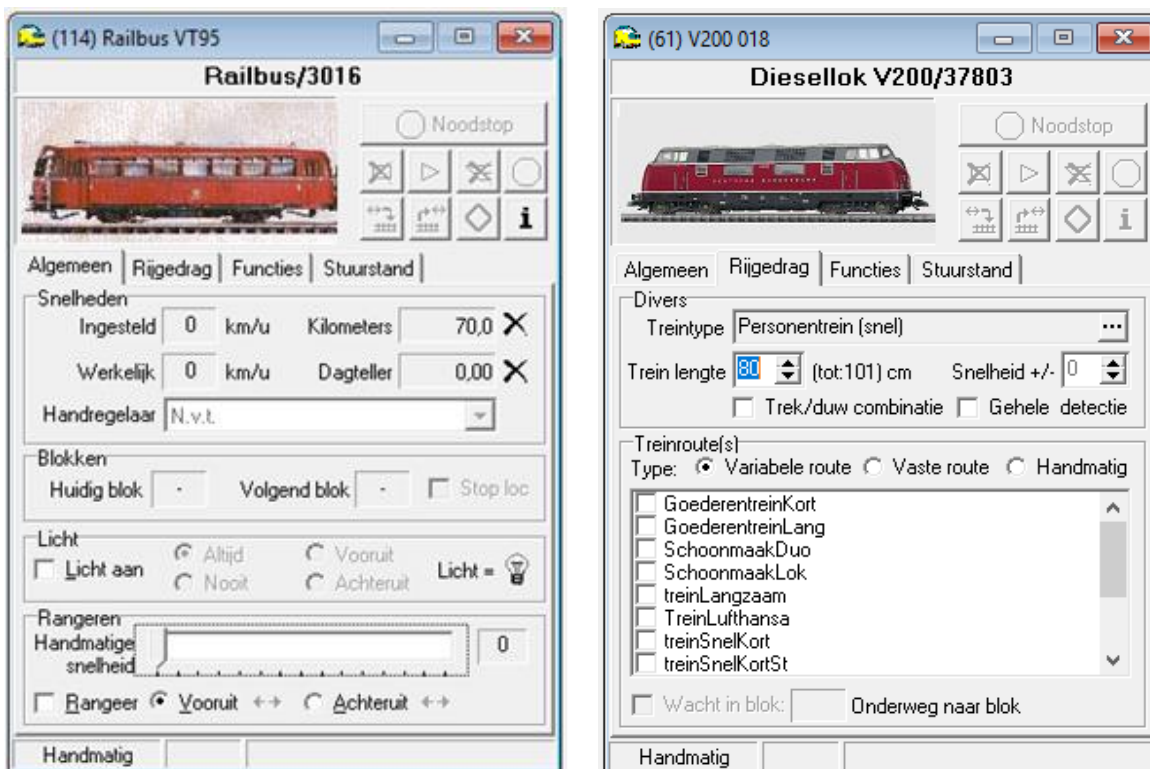 (114) Railbus VT95
Railbus/3016
Noodstop
i
Algemeen Rijgedrag Functies Stuurstand
Snelheden
Ingesteld 0 km/u Kilometers 70,0
Werkelijk 0 km/u Dagteller 0,00
Handregelaar N.v.t.
Blokken
Huidig blok - Volgend blok - Stop loc
Licht
Licht aan Altijd Vooruit Licht =
Nooit Achteruit
Rangeren
Handmatige snelheid 0
Rangeer Vooruit Achteruit
Handmatig
(61) V200 018
Diesellok V200/37803
Noodstop
i
Algemeen Rijgedrag Functies Stuurstand
Divers
Treintype Personentrein (snel) ...
Trein lengte 80 (tot:101) cm Snelheid +/- 0
Trek/duw combinatie Gehele detectie
Treinroute(s)
Type: Variabele route Vaste route Handmatig
GoederentreinKort
GoederentreinLang
SchoonmaakDuo
SchoonmaakLok
treinLangzaam
TreinLufthansa
treinSnelKort
treinSnelKortSt
Wacht in blok: Onderweg naar blok
Handmatig